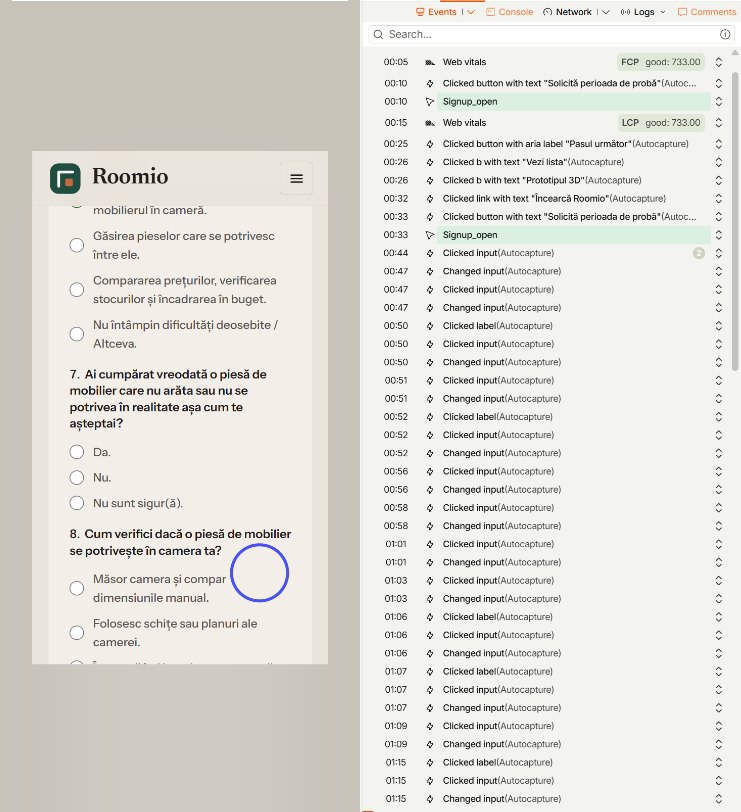 Roomio
mobilierul în cameră.
Găsirea pieselor care se potrivesc
între ele.
Compararea prețurilor, verificarea
stocurilor și încadrarea în buget.
Nu întâmpin dificultăți deosebite /
Altceva.
7. Ai cumpărat vreodată o piesă de
mobilier care nu arăta sau nu se
potrivea în realitate așa cum te
așteptai?
Da.
Nu.
Nu sunt sigur(ă).
8. Cum verifici dacă o piesă de mobilier
se potrivește în camera ta?
Măsor camera și compar
dimensiunile manual.
Folosesc schițe sau planuri ale
camerei.
Events Console Network Logs Comments
Search...
00:05 Web vitals FCP good: 733.00
00:10 Clicked button with text "Solicită perioada de probă"(Autoc...
00:10 Signup_open
00:15 Web vitals LCP good: 733.00
00:25 Clicked button with aria label "Pasul următor"(Autocapture)
00:26 Clicked b with text "Vezi lista"(Autocapture)
00:26 Clicked b with text "Prototipul 3D"(Autocapture)
00:32 Clicked link with text "Încearcă Roomio"(Autocapture)
00:33 Clicked button with text "Solicită perioada de probă"(Autoc...
00:33 Signup_open
00:44 Clicked input(Autocapture) 2
00:47 Changed input(Autocapture)
00:47 Clicked input(Autocapture)
00:47 Changed input(Autocapture)
00:50 Clicked label(Autocapture)
00:50 Clicked input(Autocapture)
00:50 Changed input(Autocapture)
00:51 Clicked input(Autocapture)
00:51 Changed input(Autocapture)
00:52 Clicked label(Autocapture)
00:52 Clicked input(Autocapture)
00:52 Changed input(Autocapture)
00:56 Clicked input(Autocapture)
00:56 Changed input(Autocapture)
00:58 Clicked input(Autocapture)
00:58 Changed input(Autocapture)
01:01 Clicked input(Autocapture)
01:01 Changed input(Autocapture)
01:03 Clicked input(Autocapture)
01:03 Changed input(Autocapture)
01:06 Clicked label(Autocapture)
01:06 Clicked input(Autocapture)
01:06 Changed input(Autocapture)
01:07 Clicked label(Autocapture)
01:07 Clicked input(Autocapture)
01:07 Changed input(Autocapture)
01:09 Clicked input(Autocapture)
01:09 Changed input(Autocapture)
01:15 Clicked label(Autocapture)
01:15 Clicked input(Autocapture)
01:15 Changed input(Autocapture)